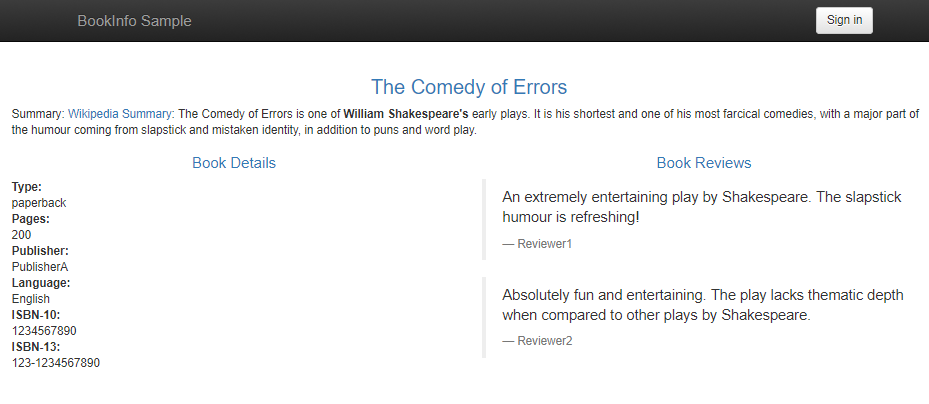 BookInfo Sample
Sign in
The Comedy of Errors
Summary: Wikipedia Summary: The Comedy of Errors is one of William Shakespeare's early plays. It is his shortest and one of his most farcical comedies, with a major part of
the humour coming from slapstick and mistaken identity, in addition to puns and word play.
Book Details
Type:
paperback
Pages:
200
Publisher:
PublisherA
Language:
English
ISBN-10:
1234567890
ISBN-13:
123-1234567890
Book Reviews
An extremely entertaining play by Shakespeare. The slapstick
humour is refreshing!
— Reviewer1
Absolutely fun and entertaining. The play lacks thematic depth
when compared to other plays by Shakespeare.
— Reviewer2